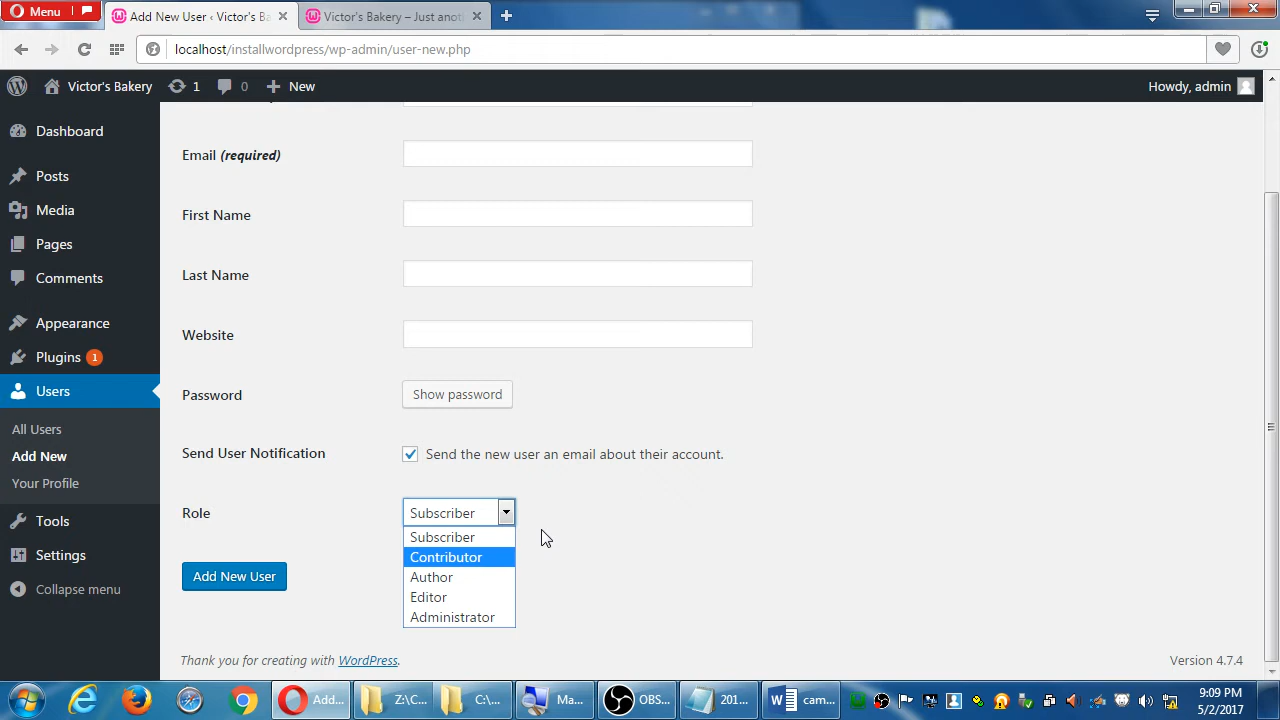 Menu
Add New User ‹ Victor's Ba
Victor's Bakery – Just anot
localhost/installwordpress/wp-admin/user-new.php
Victor's Bakery 1 0 New Howdy, admin
Dashboard
Posts
Media
Pages
Comments
Appearance
Plugins 1
Users
All Users
Add New
Your Profile
Tools
Settings
Collapse menu
Email (required)
First Name
Last Name
Website
Password Show password
Send User Notification Send the new user an email about their account.
Role Subscriber
Subscriber
Contributor
Author
Editor
Administrator
Add New User
Thank you for creating with WordPress. Version 4.7.4
Add... Z:\C... C:\... Ma... OBS... 201... cam...
9:09 PM
5/2/2017